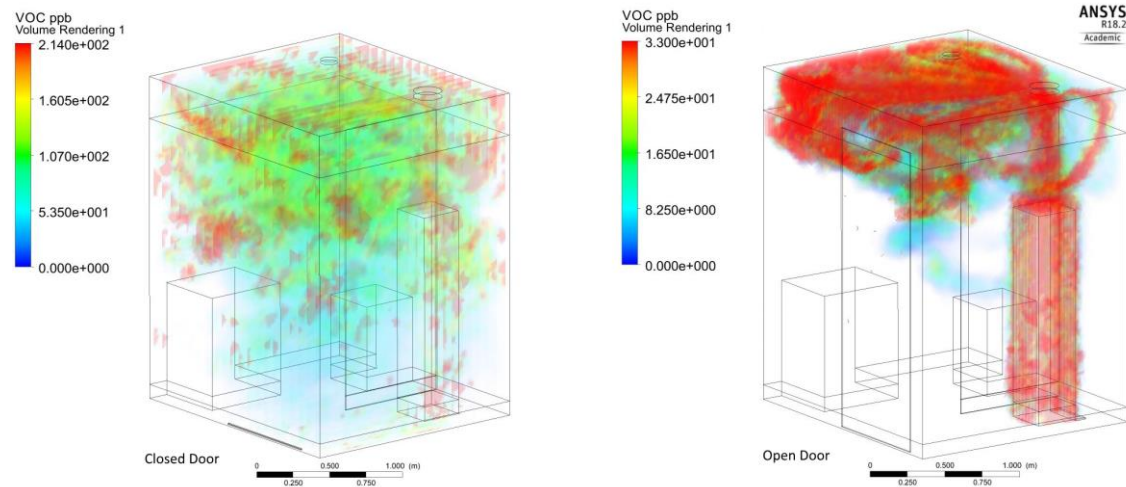 VOC ppb
Volume Rendering 1
2.140e+002
1.605e+002
1.070e+002
5.350e+001
0.000e+000
Closed Door
0 0.500 1.000 (m)
0.250 0.750
VOC ppb
Volume Rendering 1
3.300e+001
2.475e+001
1.650e+001
8.250e+000
0.000e+000
ANSYS
R18.2
Academic
Open Door
0 0.500 1.000 (m)
0.250 0.750